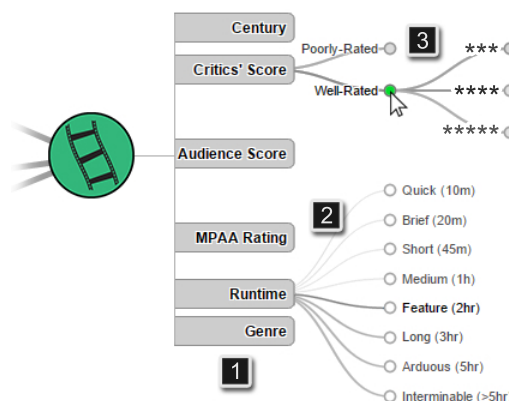 Century
Poorly-Rated
3
***
Critics' Score
Well-Rated
****
*****
Audience Score
Quick (10m)
2
Brief (20m)
MPAA Rating
Short (45m)
Medium (1h)
Runtime
Feature (2hr)
Genre
Long (3hr)
1
Arduous (5hr)
Interminable (>5hr